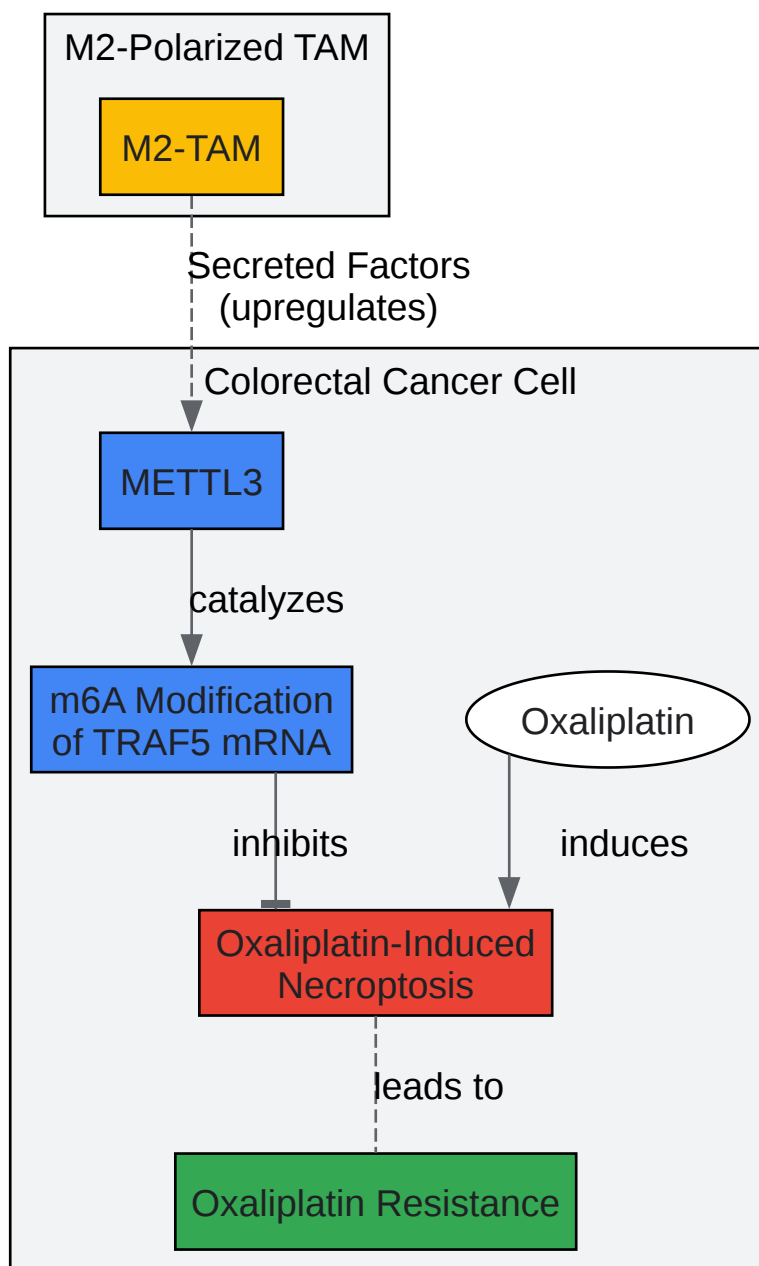 M2-Polarized TAM
M2-TAM
Secreted Factors
(upregulates)
Colorectal Cancer Cell
METTL3
catalyzes
m6A Modification
of TRAF5 mRNA
Oxaliplatin
inhibits
induces
Oxaliplatin-Induced
Necroptosis
leads to
Oxaliplatin Resistance